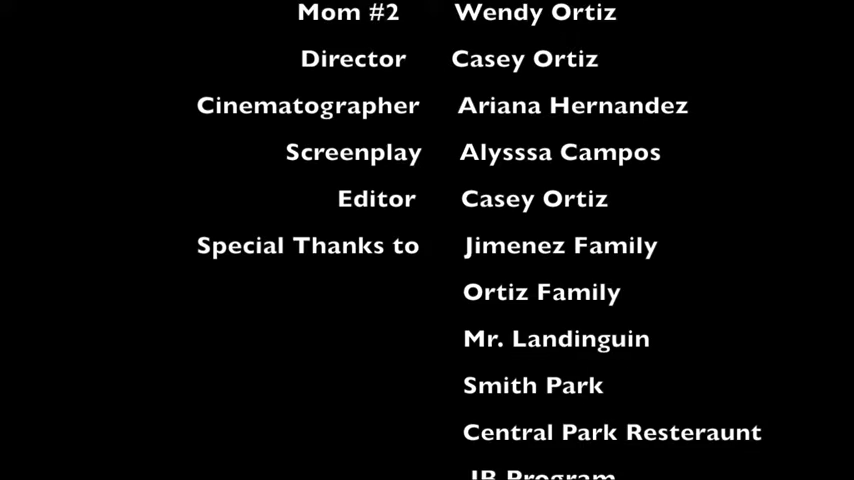 Mom #2 Wendy Ortiz
Director Casey Ortiz
Cinematographer Ariana Hernandez
Screenplay Alysssa Campos
Editor Casey Ortiz
Special Thanks to Jimenez Family
Ortiz Family
Mr. Landinguin
Smith Park
Central Park Resteraunt
Program